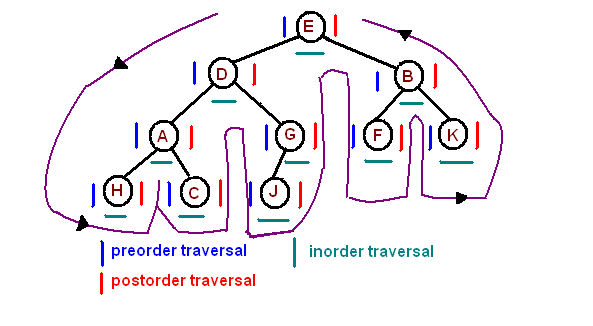 E
D B
A G F K
H C J
preorder traversal inorder traversal
postorder traversal